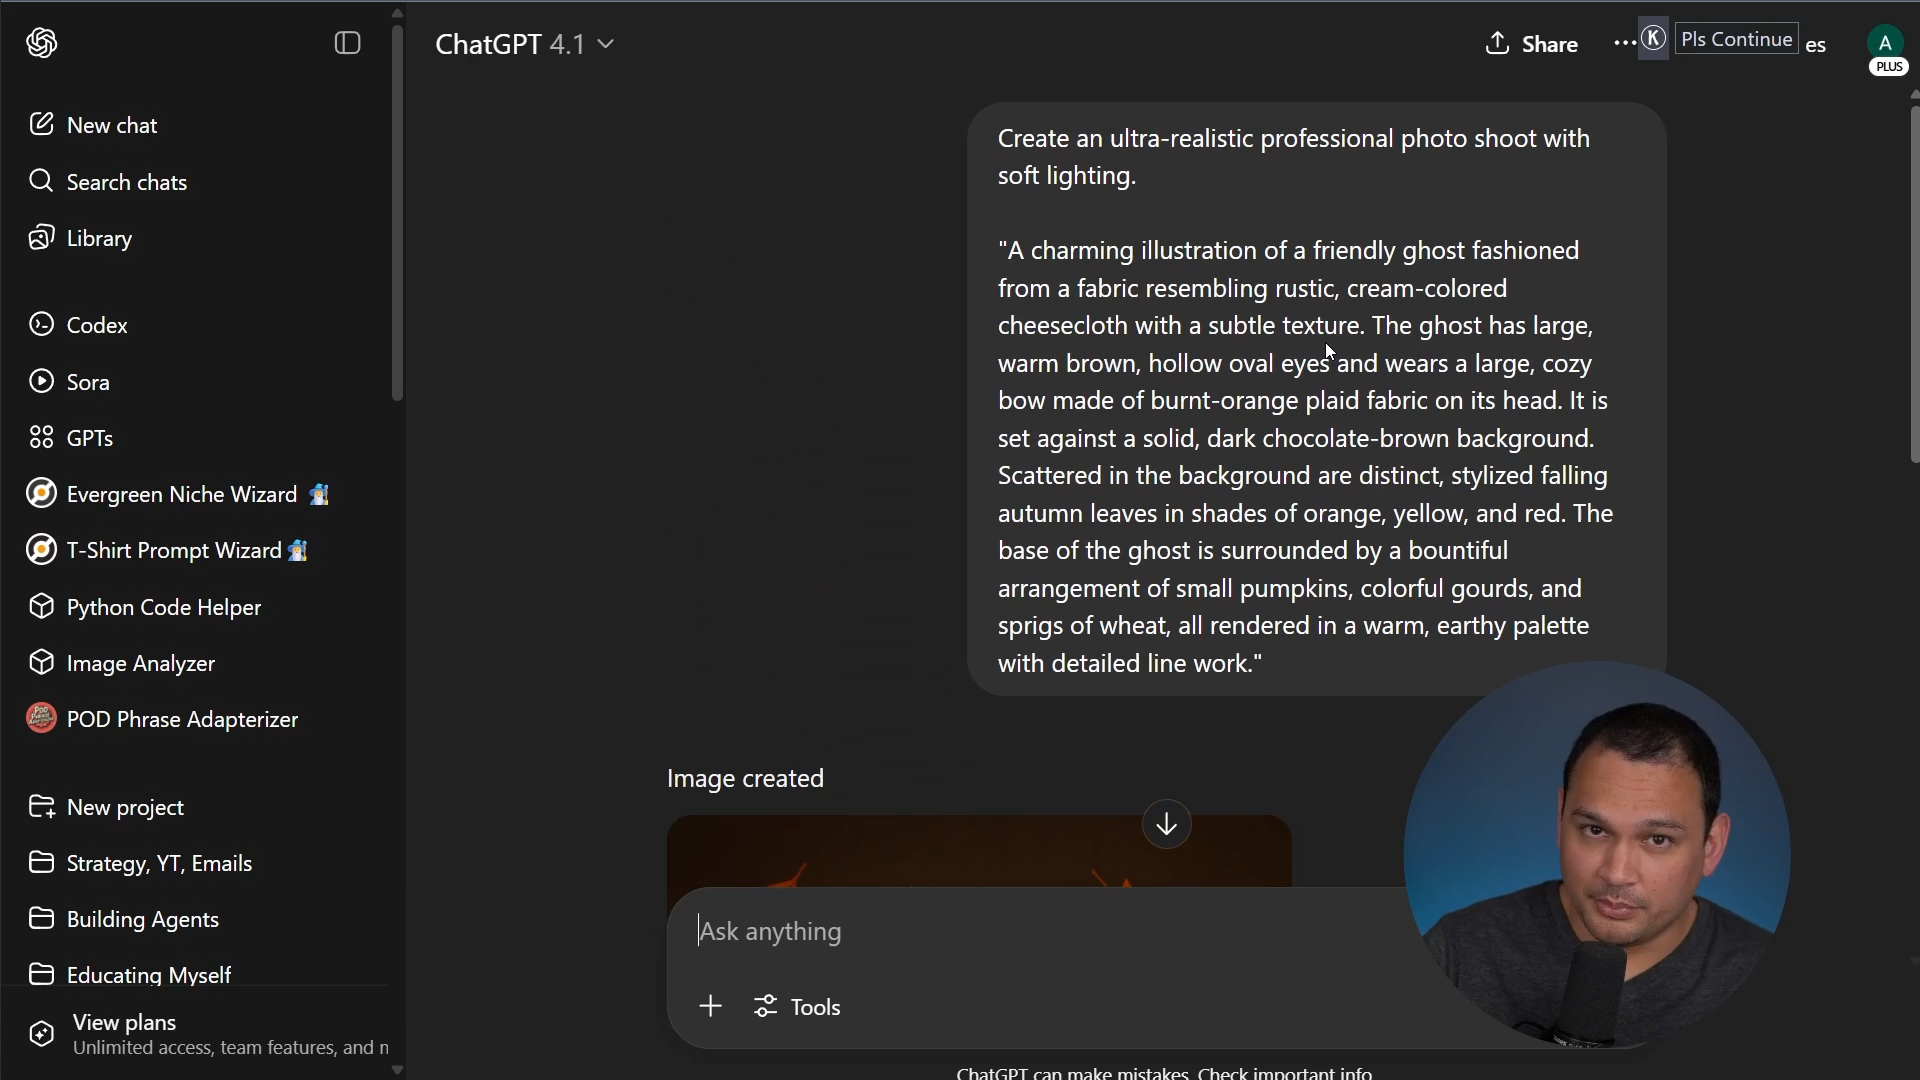 ChatGPT 4.1
Share
K
Pls Continue
es
A
PLUS
New chat
Search chats
Library
Codex
Sora
GPTs
Evergreen Niche Wizard
T-Shirt Prompt Wizard
Python Code Helper
Image Analyzer
POD Phrase Adapterizer
New project
Strategy, YT, Emails
Building Agents
Educating Myself
View plans
Unlimited access, team features, and
Create an ultra-realistic professional photo shoot with
soft lighting.
"A charming illustration of a friendly ghost fashioned
from a fabric resembling rustic, cream-colored
cheesecloth with a subtle texture. The ghost has large,
warm brown, hollow oval eyes and wears a large, cozy
bow made of burnt-orange plaid fabric on its head. It is
set against a solid, dark chocolate-brown background.
Scattered in the background are distinct, stylized falling
autumn leaves in shades of orange, yellow, and red. The
base of the ghost is surrounded by a bountiful
arrangement of small pumpkins, colorful gourds, and
sprigs of wheat, all rendered in a warm, earthy palette
with detailed line work."
Image created
Ask anything
Tools
ChatGPT can make mistakes. Check important info.